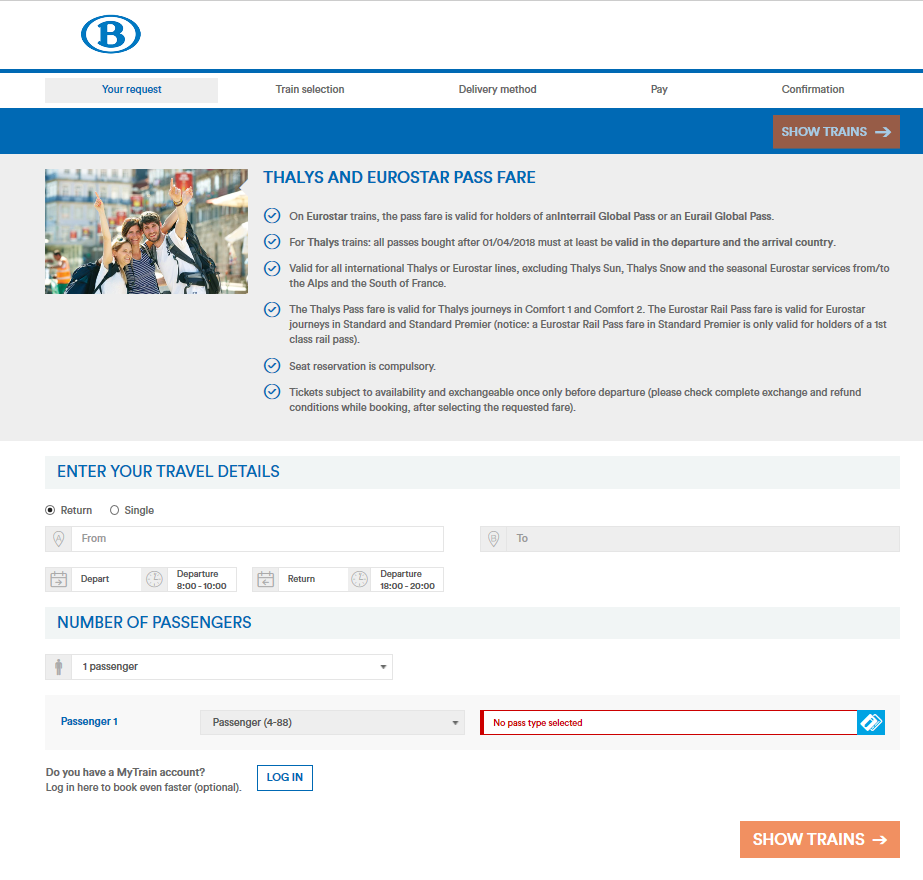 B
Your request
Train selection
Delivery method
Pay
Confirmation
SHOW TRAINS
THALYS AND EUROSTAR PASS FARE
On Eurostar trains, the pass fare is valid for holders of anInterrail Global Pass or an Eurail Global Pass.
For Thalys trains: all passes bought after 01/04/2018 must at least be valid in the departure and the arrival country.
Valid for all international Thalys or Eurostar lines, excluding Thalys Sun, Thalys Snow and the seasonal Eurostar services from/to
the Alps and the South of France.
The Thalys Pass fare is valid for Thalys journeys in Comfort 1 and Comfort 2. The Eurostar Rail Pass fare is valid for Eurostar
journeys in Standard and Standard Premier (notice: a Eurostar Rail Pass fare in Standard Premier is only valid for holders of a 1st
class rail pass).
Seat reservation is compulsory.
Tickets subject to availability and exchangeable once only before departure (please check complete exchange and refund
conditions while booking, after selecting the requested fare).
ENTER YOUR TRAVEL DETAILS
Return
Single
A
From
B
To
Depart
Departure
8:00 - 10:00
Return
Departure
18:00 - 20:00
NUMBER OF PASSENGERS
1 passenger
Passenger 1
Passenger (4-88)
No pass type selected
Do you have a MyTrain account?
Log in here to book even faster (optional).
LOG IN
SHOW TRAINS